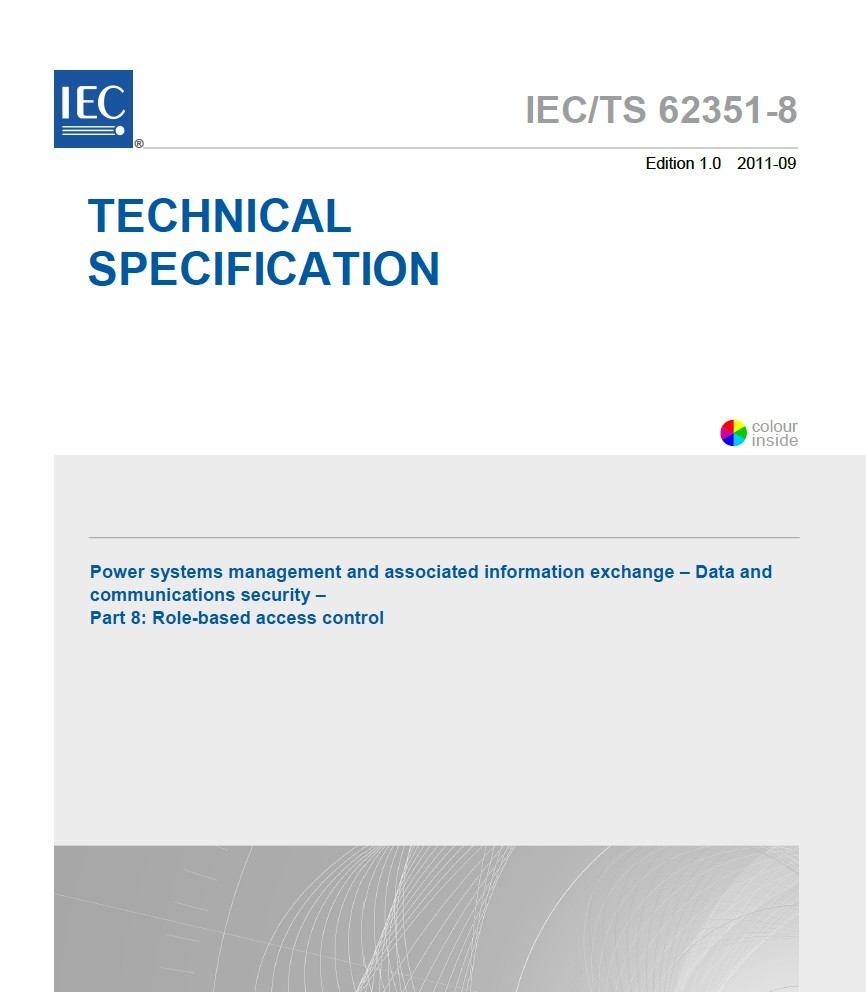 IEC
®
IEC/TS 62351-8
Edition 1.0 2011-09
TECHNICAL
SPECIFICATION
colour
inside
Power systems management and associated information exchange – Data and
communications security –
Part 8: Role-based access control